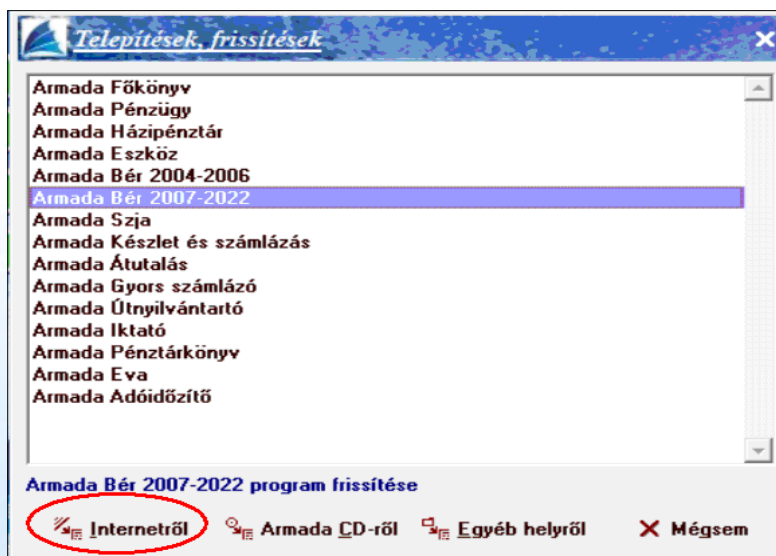 Telepítések, frissítések
Armada Főkönyv
Armada Pénzügy
Armada Házipénztár
Armada Eszköz
Armada Bér 2004-2006
Armada Bér 2007-2022
Armada Szja
Armada Készlet és számlázás
Armada Átutalás
Armada Gyors számlázó
Armada Útnyilvántartó
Armada Iktató
Armada Pénztárkönyv
Armada Eva
Armada Adóidőzítő
Armada Bér 2007-2022 program frissítése
Internetről Armada CD-ről Egyéb helyről Mégsem